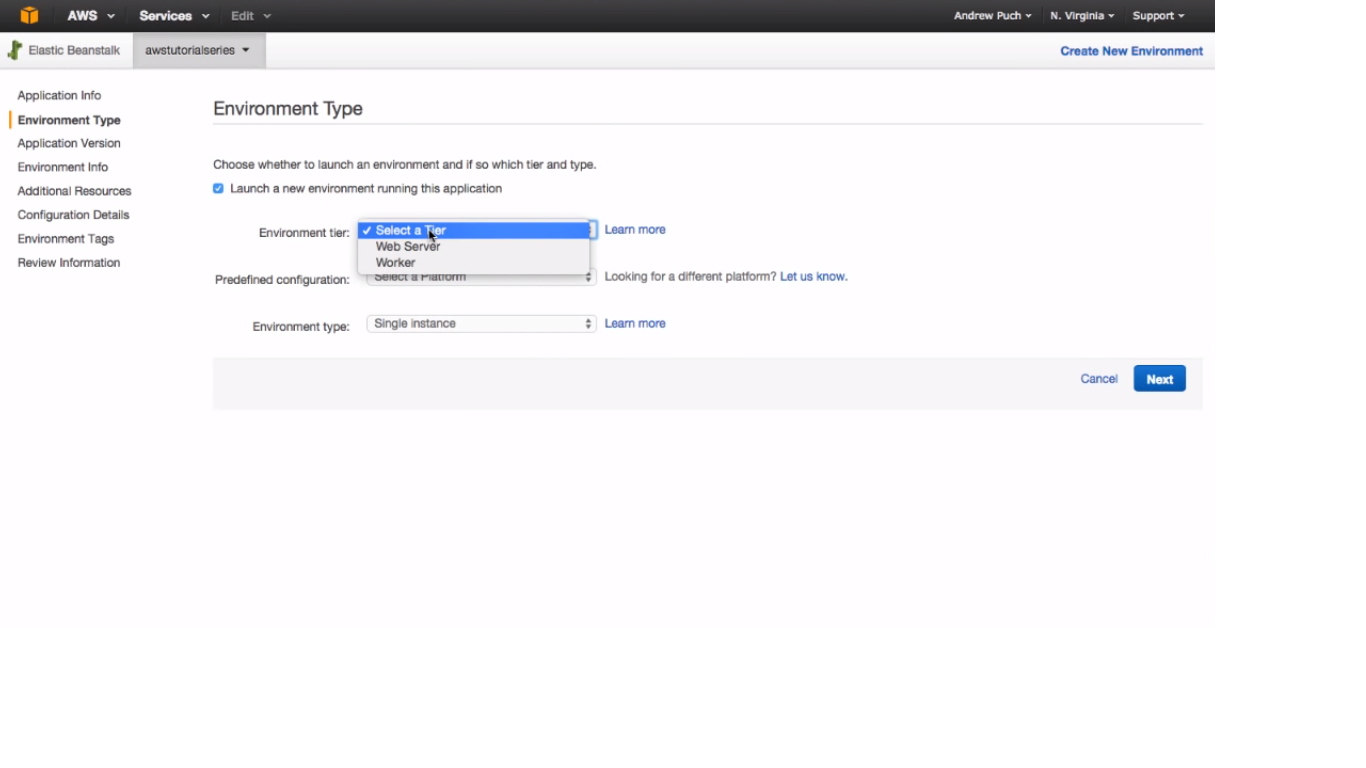 AWS Services Edit Andrew Puch N. Virginia Support
Elastic Beanstalk awstutorialseries Create New Environment
Application Info
Environment Type
Application Version
Environment Info
Additional Resources
Configuration Details
Environment Tags
Review Information
Environment Type
Choose whether to launch an environment and if so which tier and type.
Launch a new environment running this application
Environment tier: Select a Tier Learn more
Web Server
Worker
Predefined configuration: Select a Platform Looking for a different platform? Let us know.
Environment type: Single instance Learn more
Cancel Next